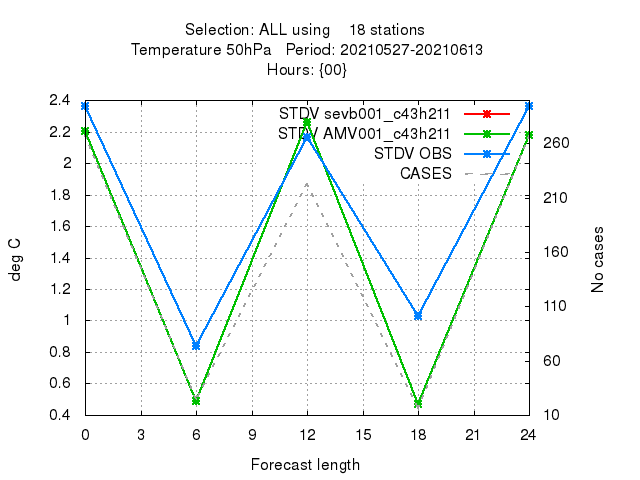 Selection: ALL using    18 stations
Temperature 50hPa   Period: 20210527-20210613
Hours: {00}
STDV sevb001_c43h211
STDV AMV001_c43h211
STDV OBS
CASES
deg C
2.4
2.2
2
1.8
1.6
1.4
1.2
1
0.8
0.6
0.4
260
210
160
110
60
10
No cases
0 3 6 9 12 15 18 21 24
Forecast length